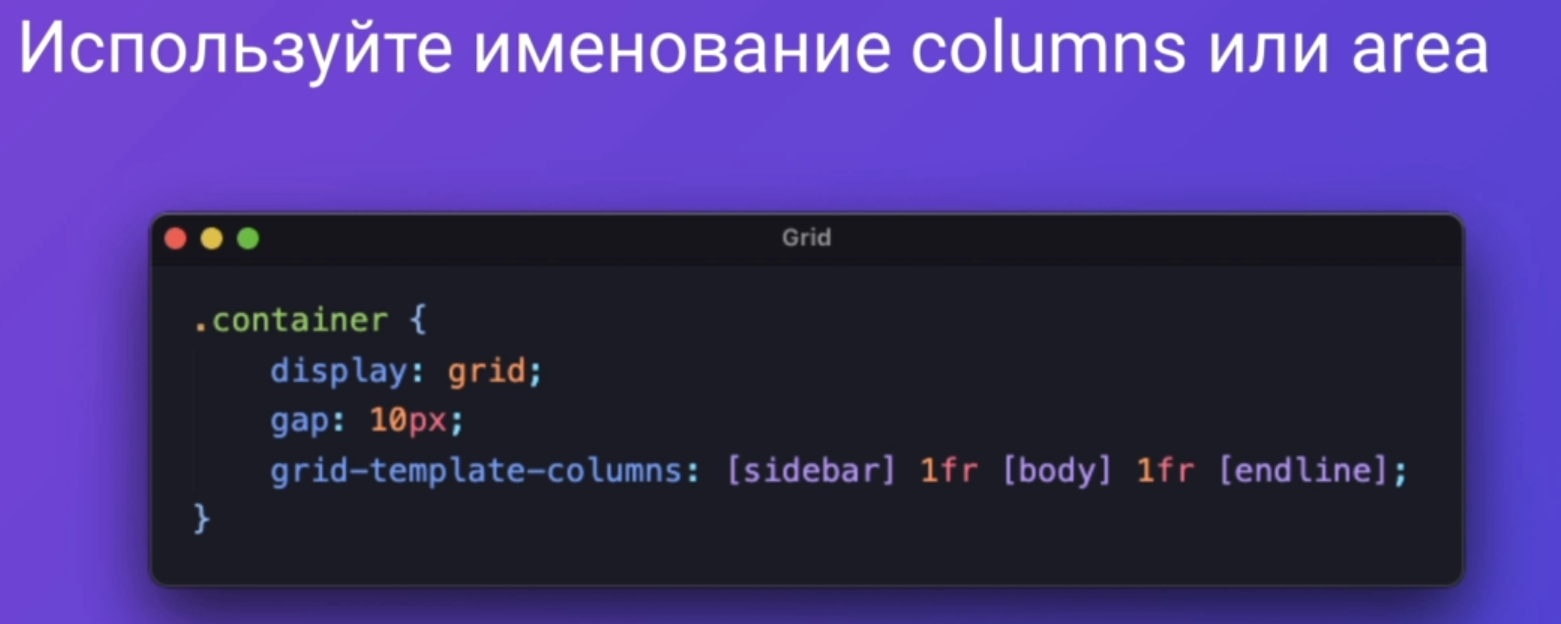 Используйте именование columns или area
Grid
.container {
    display: grid;
    gap: 10px;
    grid-template-columns: [sidebar] 1fr [body] 1fr [endline];
}